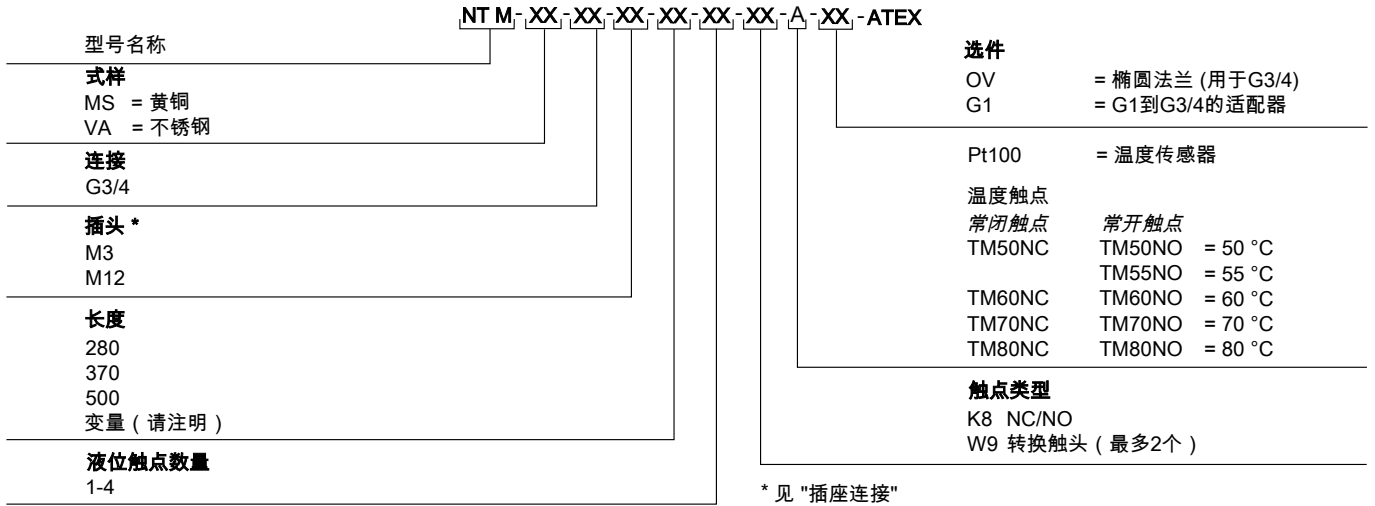 NT M-XX-XX-XX-XX-XX-XX-A-XX-ATEX
型号名称
式样
MS = 黄铜
VA = 不锈钢
连接
G3/4
插头 *
M3
M12
长度
280
370
500
变量 ( 请注明 )
液位触点数量
1-4
选件
OV = 椭圆法兰 (用于G3/4)
G1 = G1到G3/4的适配器
Pt100 = 温度传感器
温度触点
常闭触点 常开触点
TM50NC TM50NO = 50 °C
TM55NO = 55 °C
TM60NC TM60NO = 60 °C
TM70NC TM70NO = 70 °C
TM80NC TM80NO = 80 °C
触点类型
K8 NC/NO
W9 转换触头 ( 最多2个 )
* 见 "插座连接"